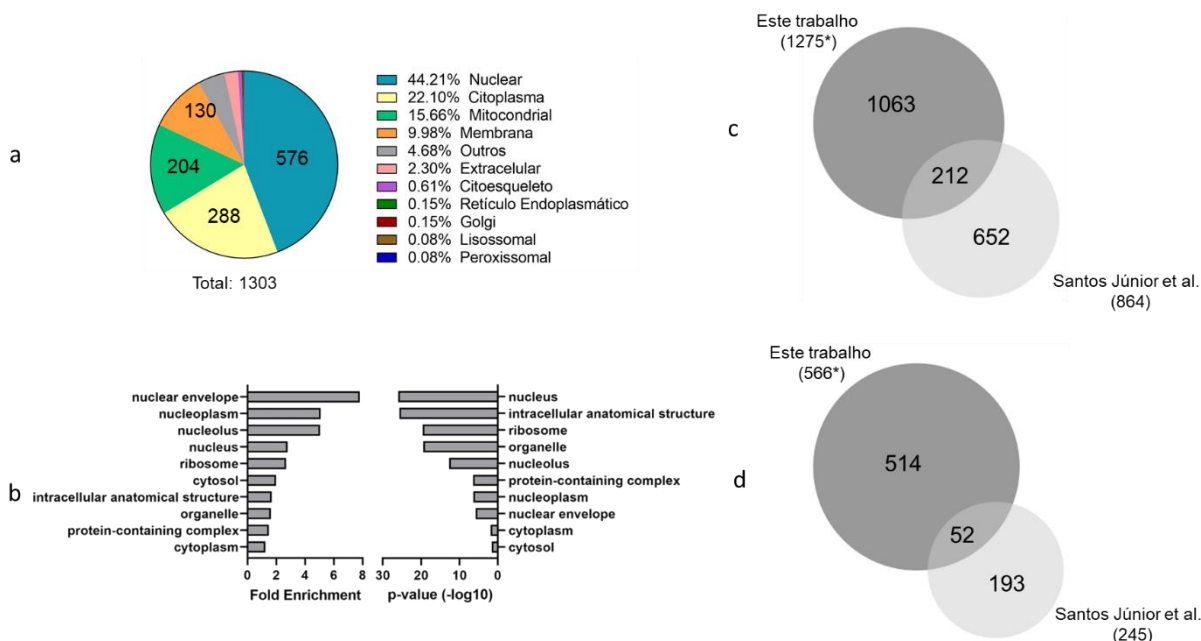 a
130
576
204
288
Total: 1303
44.21% Nuclear
22.10% Citoplasma
15.66% Mitocondrial
9.98% Membrana
4.68% Outros
2.30% Extracelular
0.61% Citoesqueleto
0.15% Retículo Endoplasmático
0.15% Golgi
0.08% Lisossomal
0.08% Peroxissomal
b
nuclear envelope
nucleoplasm
nucleolus
nucleus
ribosome
cytosol
intracellular anatomical structure
organelle
protein-containing complex
cytoplasm
0 2 4 6 8
Fold Enrichment
nucleus
intracellular anatomical structure
ribosome
organelle
nucleolus
protein-containing complex
nucleoplasm
nuclear envelope
cytoplasm
cytosol
30 20 10 0
p-value (-log10)
c
Este trabalho
(1275*)
1063
212
652
Santos Júnior et al.
(864)
d
Este trabalho
(566*)
514
52
193
Santos Júnior et al.
(245)